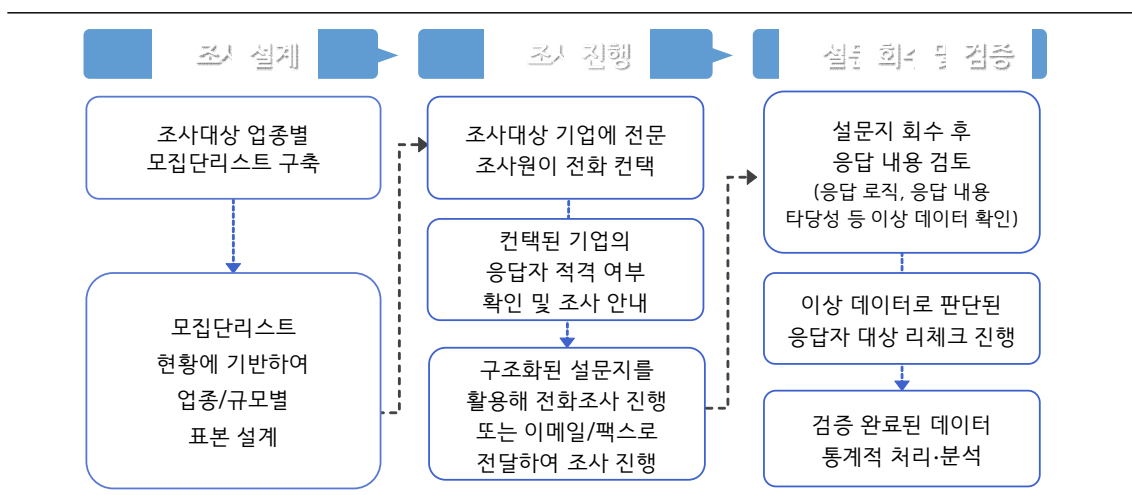 조사 설계
조사대상 업종별
모집단리스트 구축
모집단리스트
현황에 기반하여
업종/규모별
표본 설계
조사 진행
조사대상 기업에 전문
조사원이 전화 컨택
컨택된 기업의
응답자 적격 여부
확인 및 조사 안내
구조화된 설문지를
활용해 전화조사 진행
또는 이메일/팩스로
전달하여 조사 진행
설문 회수 및 검증
설문지 회수 후
응답 내용 검토
(응답 로직, 응답 내용
타당성 등 이상 데이터 확인)
이상 데이터로 판단된
응답자 대상 리체크 진행
검증 완료된 데이터
통계적 처리·분석